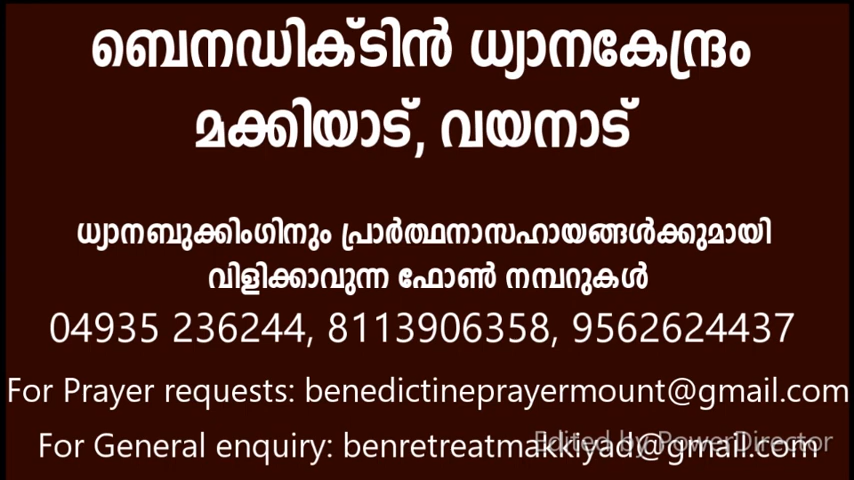 ബെനഡിക്ടിൻ ധ്യാനകേന്ദ്രം
മക്കിയാട്, വയനാട്
ധ്യാനബുക്കിംഗിനും പ്രാർത്ഥനാസഹായങ്ങൾക്കുമായി
വിളിക്കാവുന്ന ഫോൺ നമ്പറുകൾ
04935 236244, 8113906358, 9562624437
For Prayer requests: benedictineprayermount@gmail.com
For General enquiry: benretreatmakkiyad@gmail.com
Edited by PowerDirector